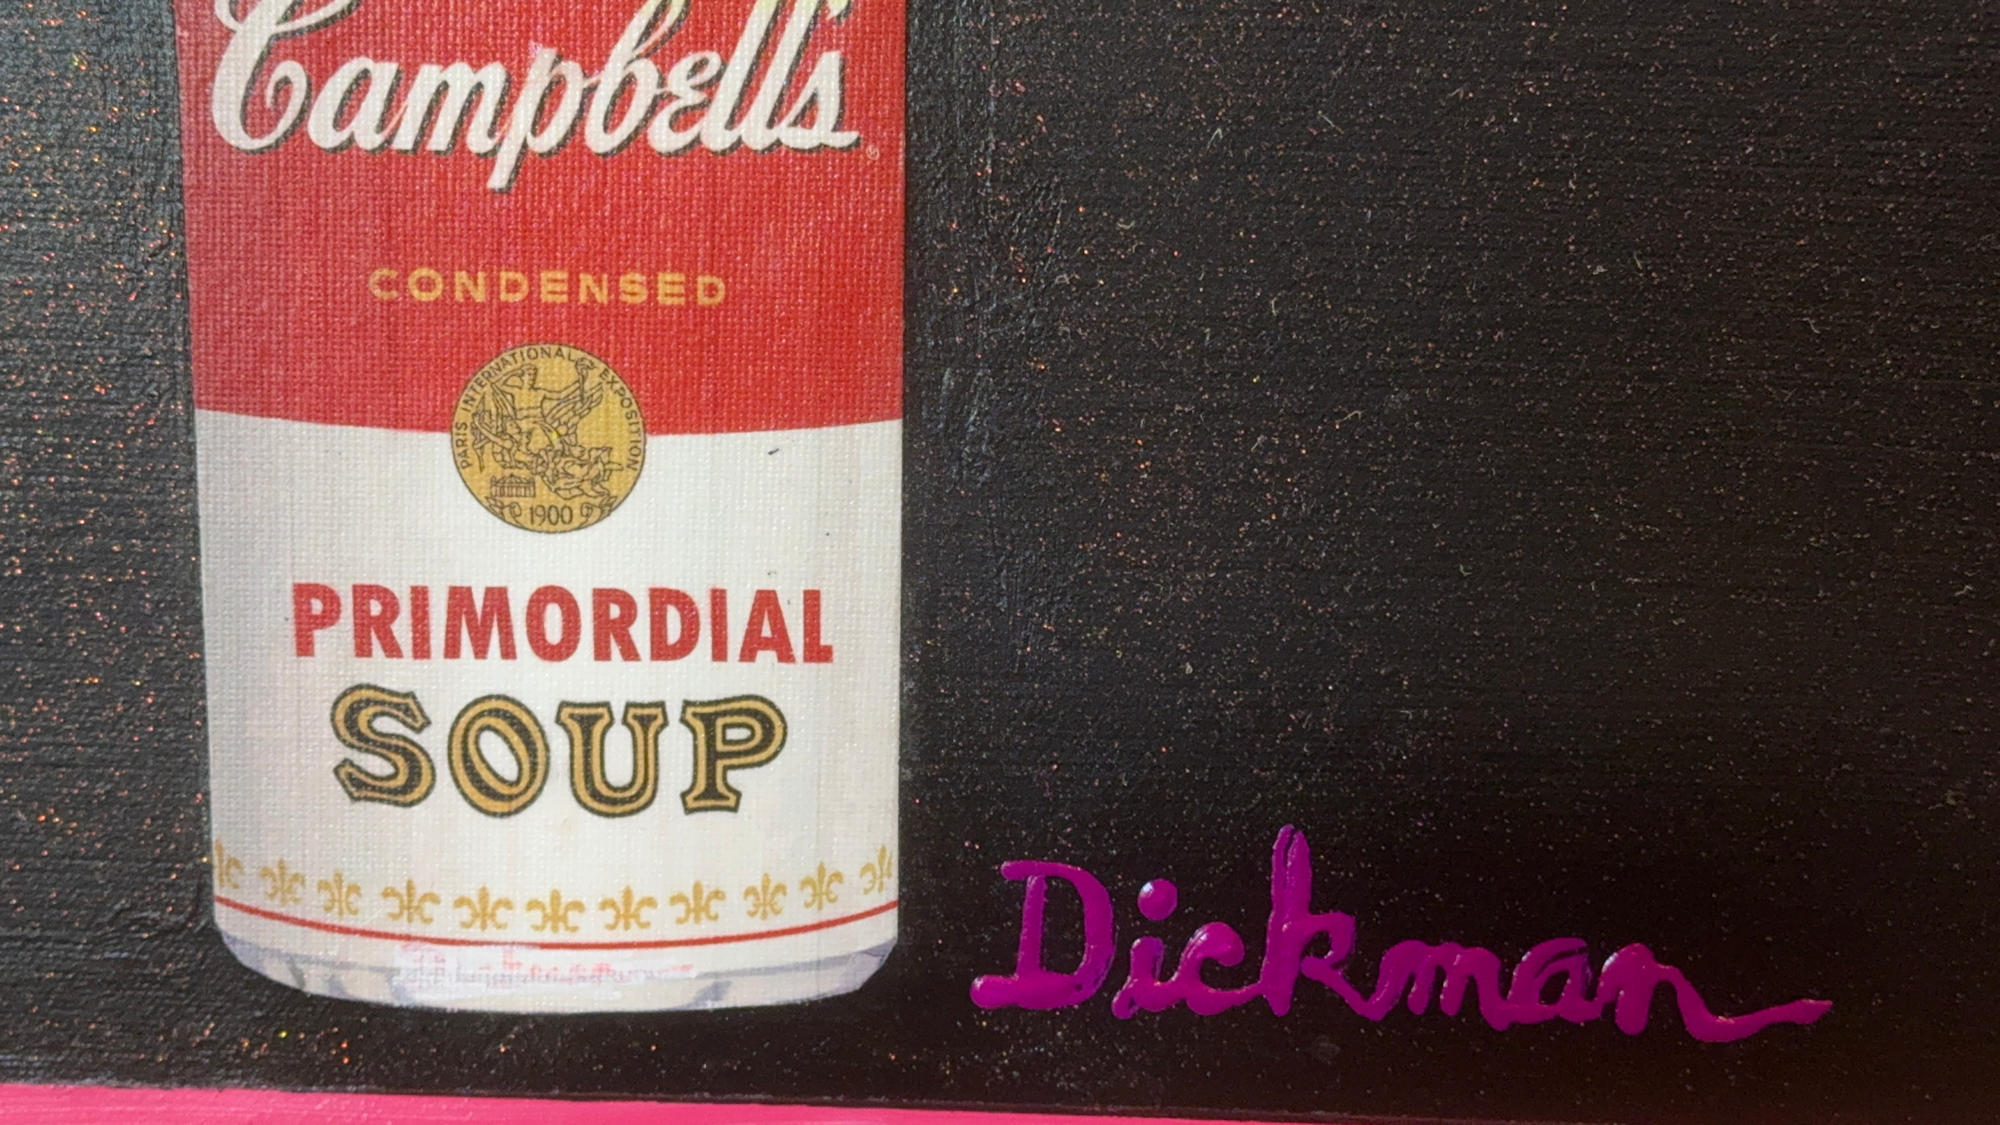 Campbell's®
CONDENSED
PARIS INTERNATIONAL EXPOSITION
1900
PRIMORDIAL
SOUP
Dickman